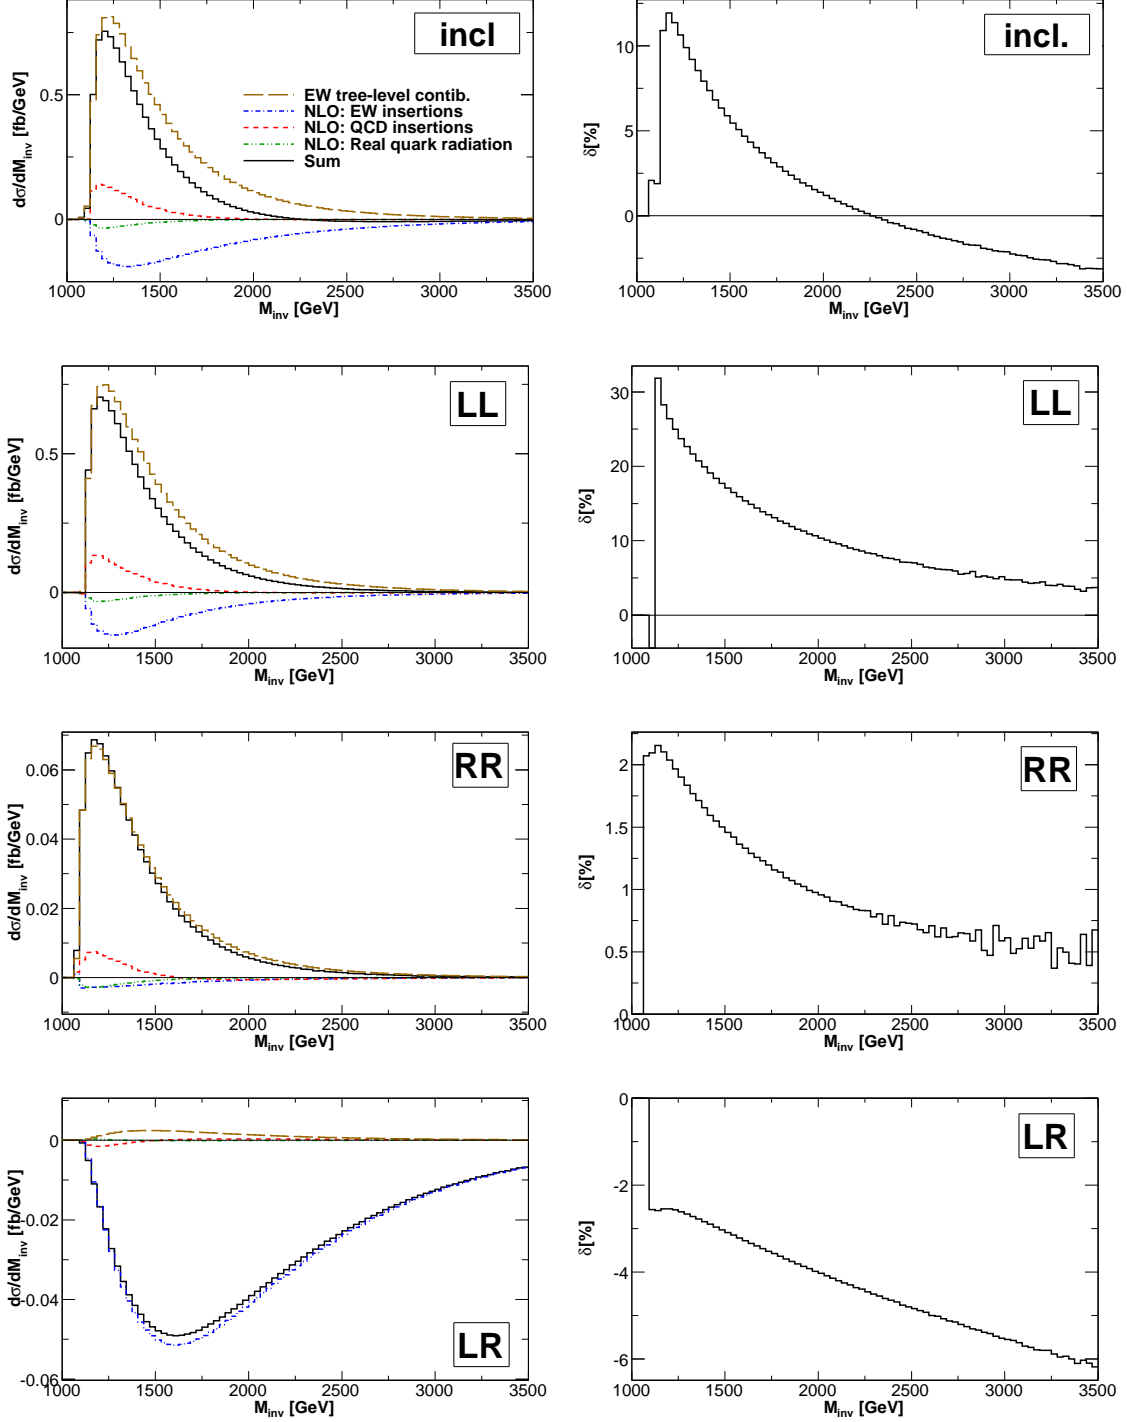 incl
EW tree-level contib.
NLO: EW insertions
NLO: QCD insertions
NLO: Real quark radiation
Sum
dσ/dM_inv [fb/GeV]
0.5
0
1000 1500 2000 2500 3000 3500
M_inv [GeV]
incl.
δ[%]
10
5
0
1000 1500 2000 2500 3000 3500
M_inv [GeV]
LL
dσ/dM_inv [fb/GeV]
0.5
0
1000 1500 2000 2500 3000 3500
M_inv [GeV]
LL
δ[%]
30
20
10
0
1000 1500 2000 2500 3000 3500
M_inv [GeV]
RR
dσ/dM_inv [fb/GeV]
0.06
0.04
0.02
0
1000 1500 2000 2500 3000 3500
M_inv [GeV]
RR
δ[%]
2
1.5
1
0.5
0
1000 1500 2000 2500 3000 3500
M_inv [GeV]
LR
dσ/dM_inv [fb/GeV]
0
-0.02
-0.04
-0.06
1000 1500 2000 2500 3000 3500
M_inv [GeV]
LR
δ[%]
0
-2
-4
-6
1000 1500 2000 2500 3000 3500
M_inv [GeV]